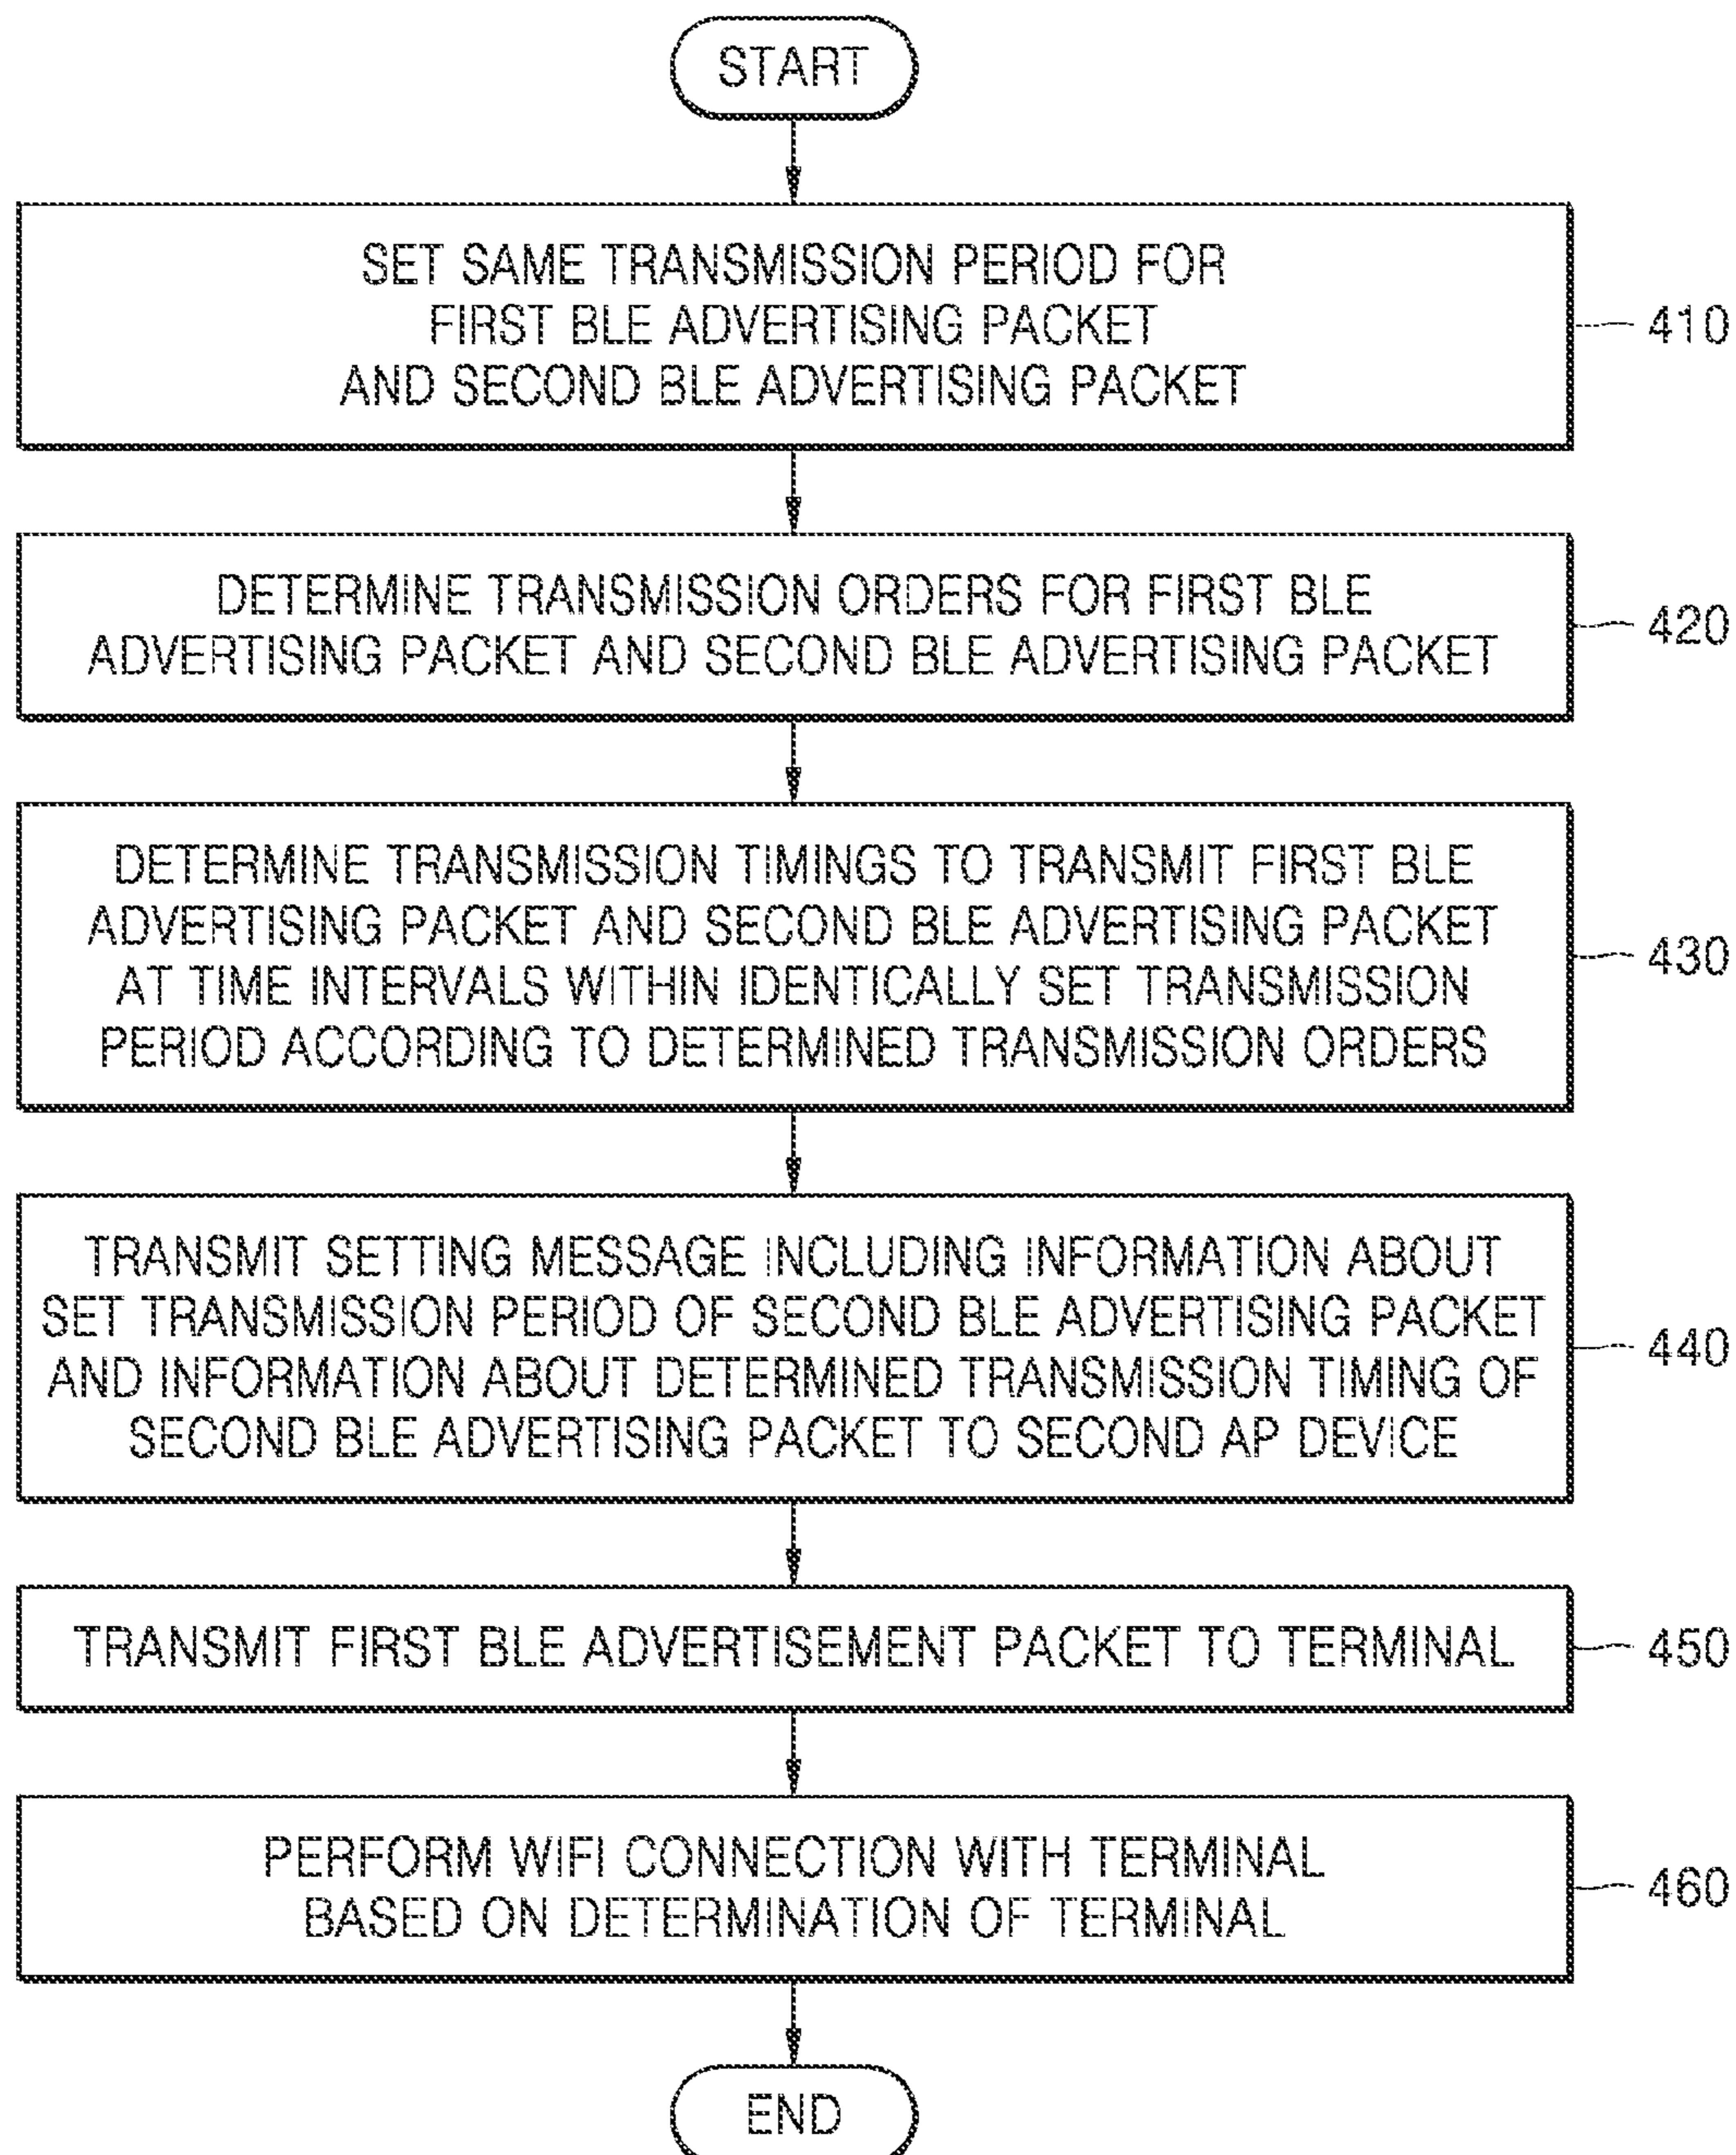 START
SET SAME TRANSMISSION PERIOD FOR
FIRST BLE ADVERTISING PACKET
AND SECOND BLE ADVERTISING PACKET
410
DETERMINE TRANSMISSION ORDERS FOR FIRST BLE
ADVERTISING PACKET AND SECOND BLE ADVERTISING PACKET
420
DETERMINE TRANSMISSION TIMINGS TO TRANSMIT FIRST BLE
ADVERTISING PACKET AND SECOND BLE ADVERTISING PACKET
AT TIME INTERVALS WITHIN IDENTICALLY SET TRANSMISSION
PERIOD ACCORDING TO DETERMINED TRANSMISSION ORDERS
430
TRANSMIT SETTING MESSAGE INCLUDING INFORMATION ABOUT
SET TRANSMISSION PERIOD OF SECOND BLE ADVERTISING PACKET
AND INFORMATION ABOUT DETERMINED TRANSMISSION TIMING OF
SECOND BLE ADVERTISING PACKET TO SECOND AP DEVICE
440
TRANSMIT FIRST BLE ADVERTISEMENT PACKET TO TERMINAL
450
PERFORM WIFI CONNECTION WITH TERMINAL
BASED ON DETERMINATION OF TERMINAL
460
END